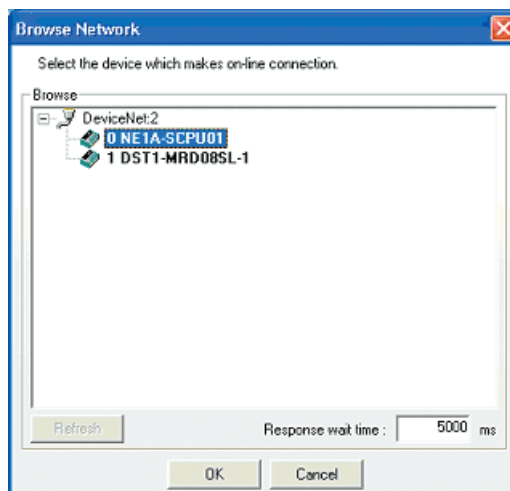 Browse Network
Select the device which makes on-line connection.
Browse
DeviceNet:2
0 NE1A-SCPU01
1 DST1-MRD08SL-1
Refresh
Response wait time : 5000 ms
OK Cancel